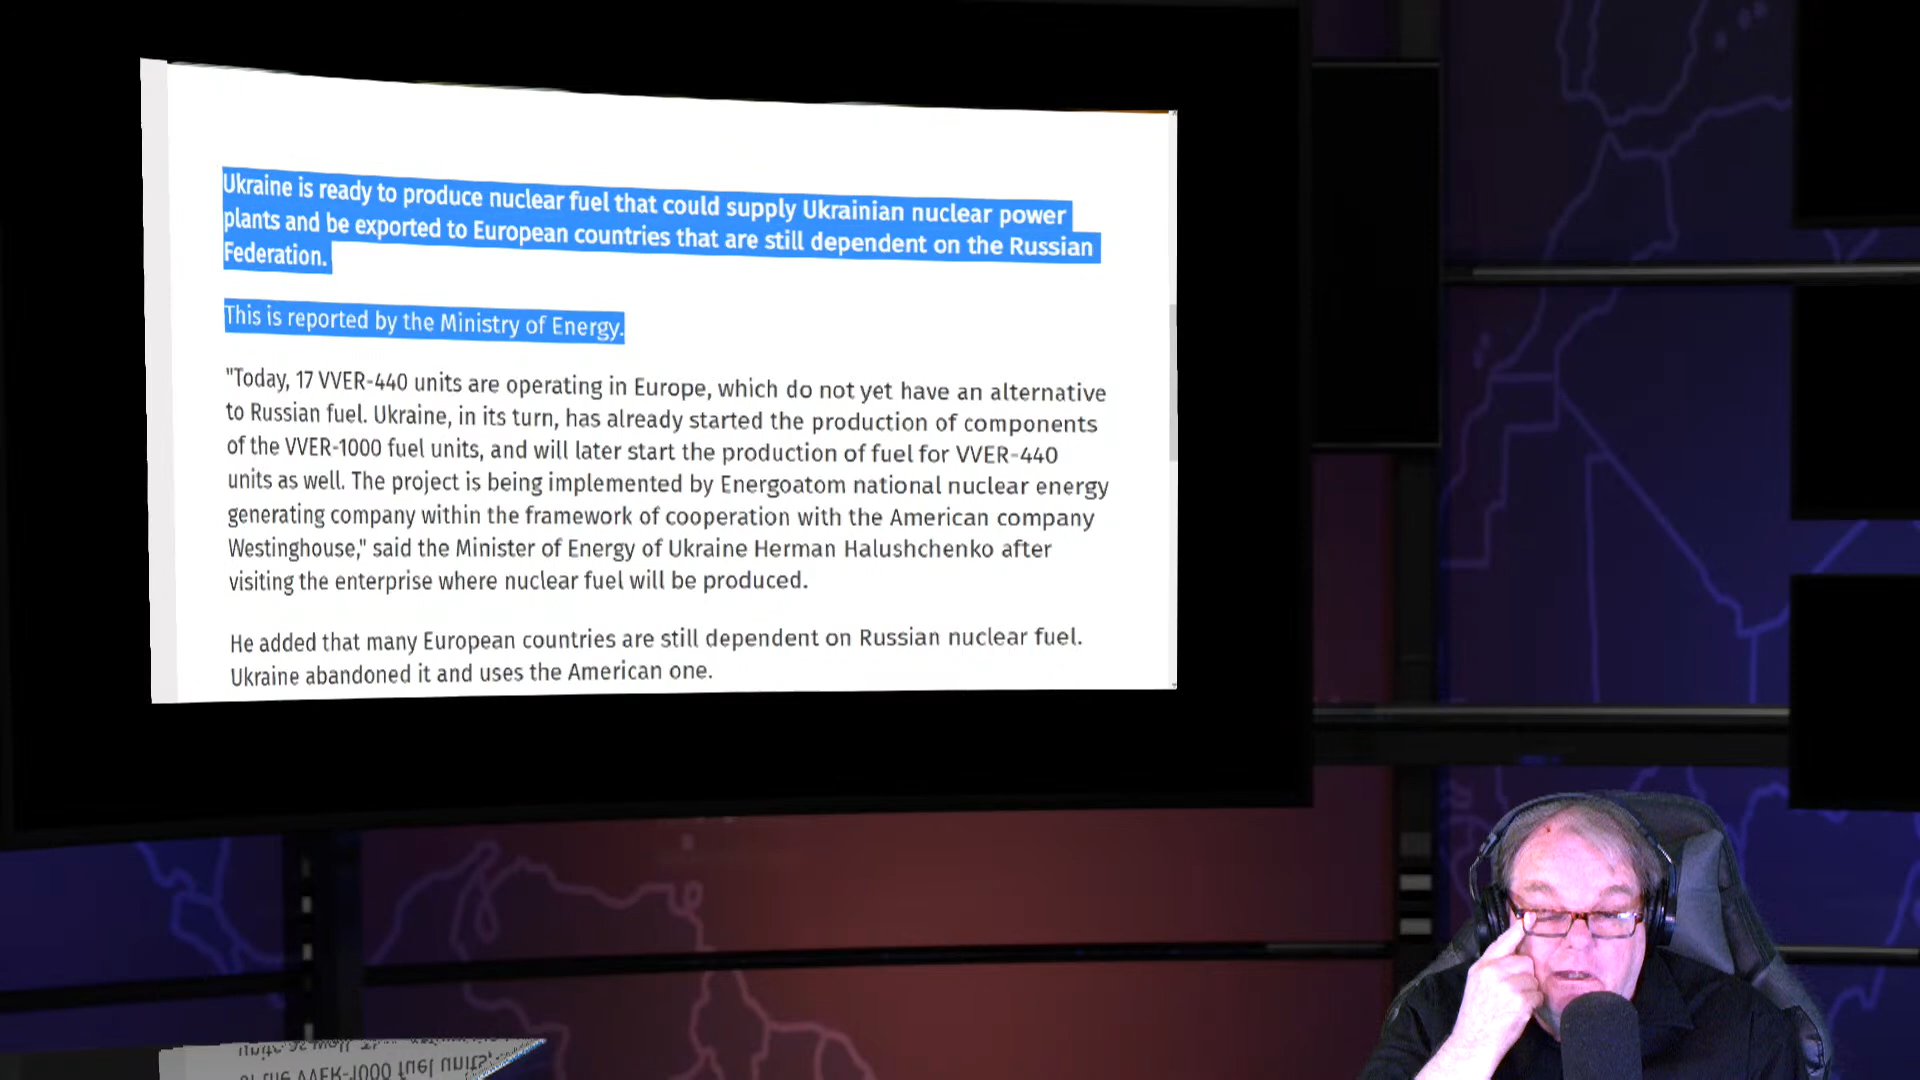 Ukraine is ready to produce nuclear fuel that could supply Ukrainian nuclear power
plants and be exported to European countries that are still dependent on the Russian
Federation.
This is reported by the Ministry of Energy.
"Today, 17 VVER-440 units are operating in Europe, which do not yet have an alternative
to Russian fuel. Ukraine, in its turn, has already started the production of components
of the VVER-1000 fuel units, and will later start the production of fuel for VVER-440
units as well. The project is being implemented by Energoatom national nuclear energy
generating company within the framework of cooperation with the American company
Westinghouse," said the Minister of Energy of Ukraine Herman Halushchenko after
visiting the enterprise where nuclear fuel will be produced.
He added that many European countries are still dependent on Russian nuclear fuel.
Ukraine abandoned it and uses the American one.